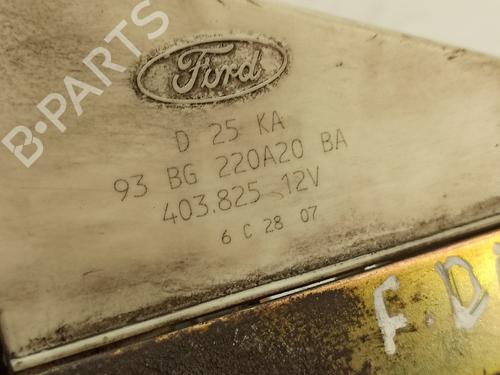 B-PARTS
Ford
D 25 KA
93 BG 220A20 BA
403.825 12V
6 C 28 07
F.D